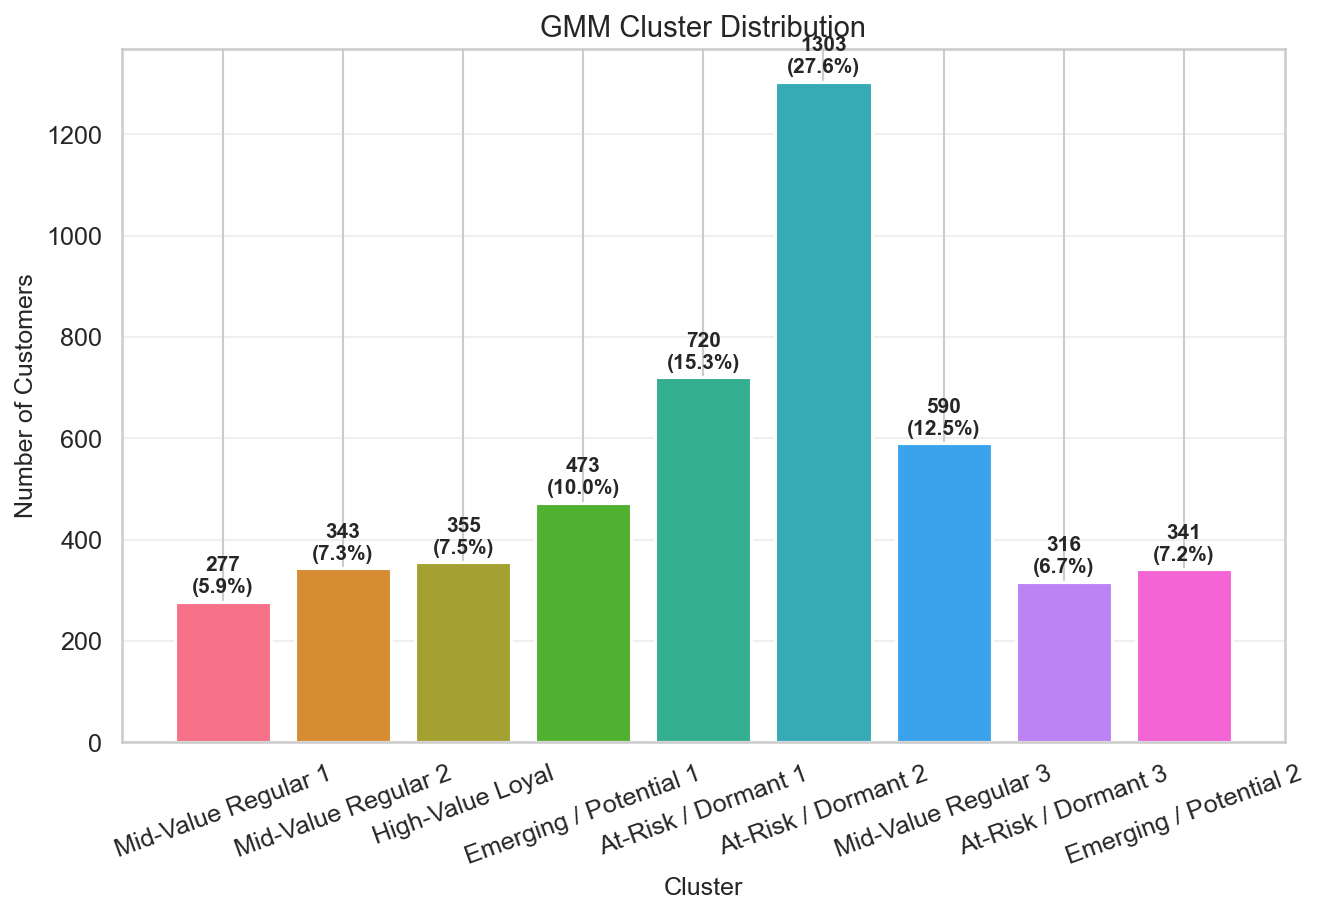 GMM Cluster Distribution
1303
(27.6%)
1200
1000
800
720
(15.3%)
590
(12.5%)
600
473
(10.0%)
400
343
(7.3%)
355
(7.5%)
316
(6.7%)
341
(7.2%)
277
(5.9%)
200
0
Number of Customers
Mid-Value Regular 1
Mid-Value Regular 2
High-Value Loyal
Emerging / Potential 1
At-Risk / Dormant 1
At-Risk / Dormant 2
Mid-Value Regular 3
At-Risk / Dormant 3
Emerging / Potential 2
Cluster